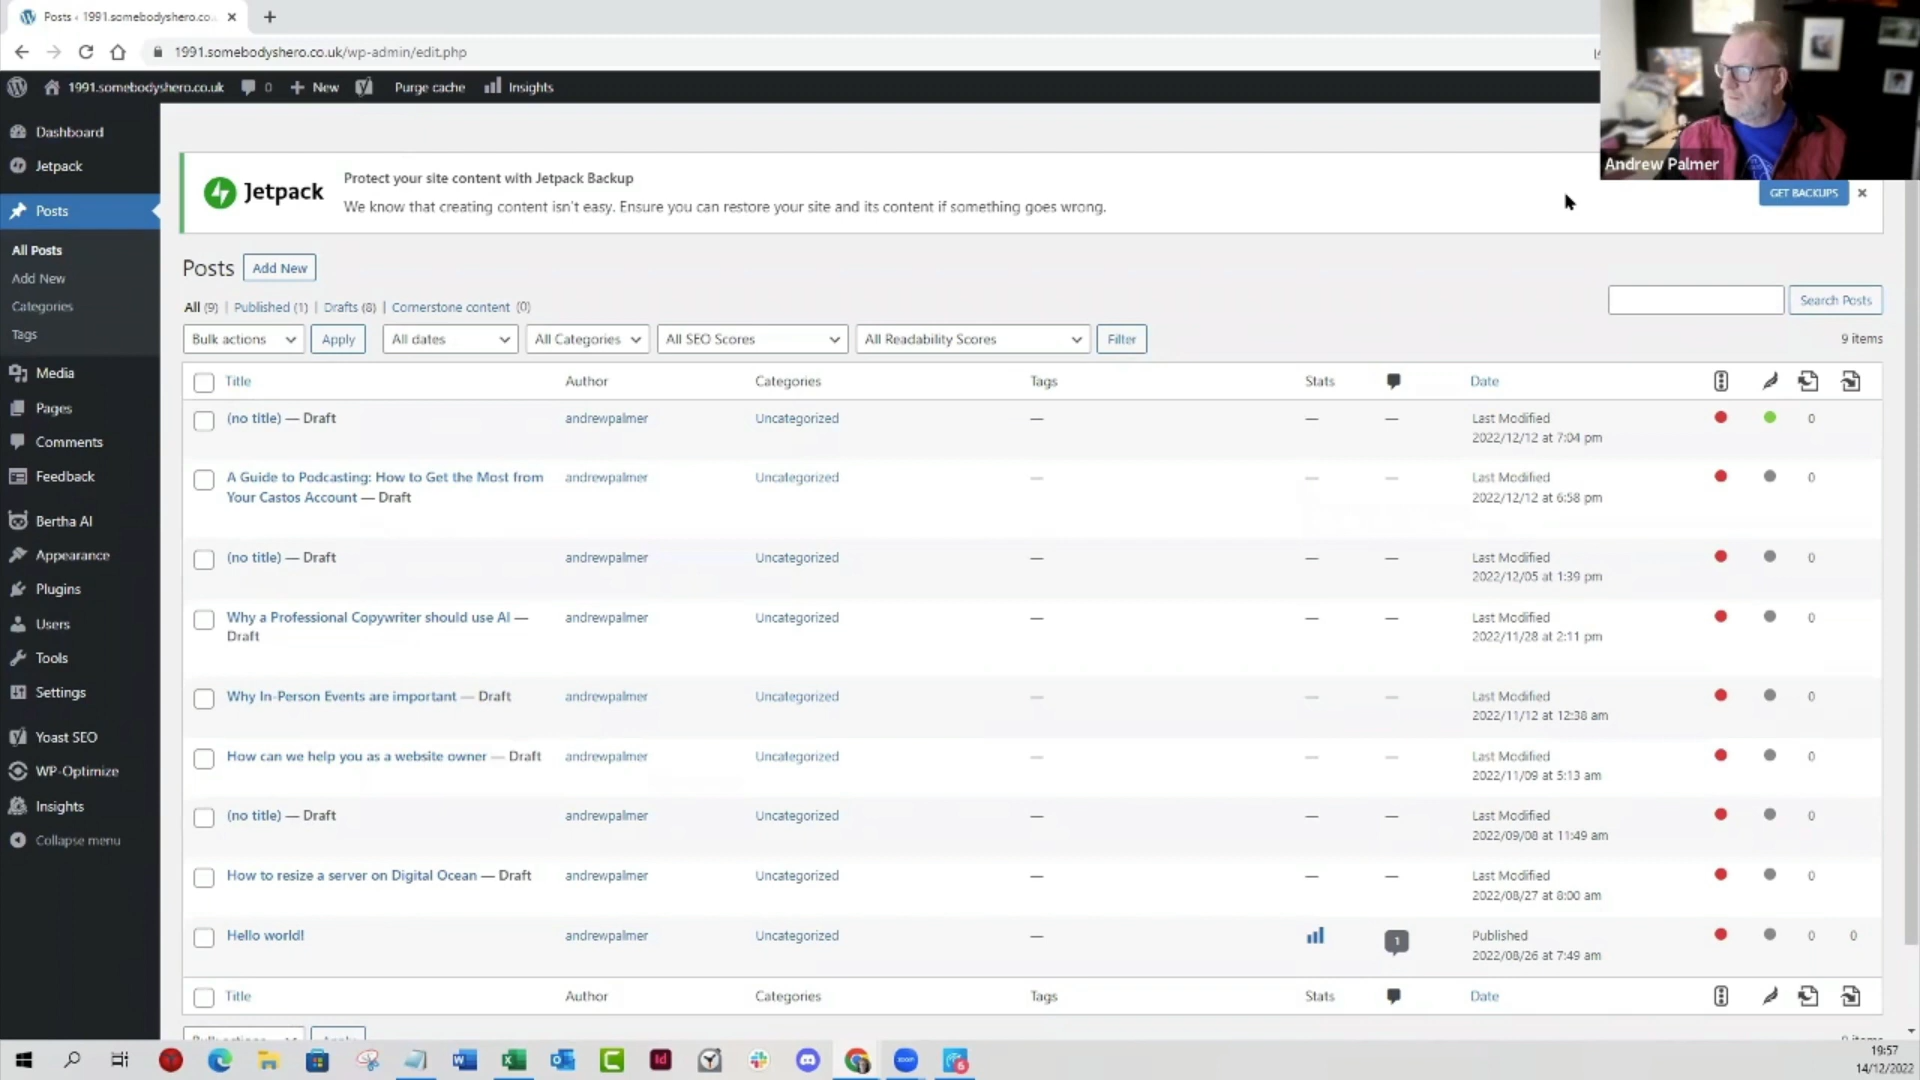 Posts ‹ 1991.somebodyshero.co.
1991.somebodyshero.co.uk/wp-admin/edit.php
1991.somebodyshero.co.uk 0 New Purge cache Insights
Andrew Palmer
Dashboard
Jetpack
Posts
All Posts
Add New
Categories
Tags
Media
Pages
Comments
Feedback
Bertha AI
Appearance
Plugins
Users
Tools
Settings
Yoast SEO
WP-Optimize
Insights
Collapse menu
Jetpack
Protect your site content with Jetpack Backup
We know that creating content isn't easy. Ensure you can restore your site and its content if something goes wrong.
GET BACKUPS
Posts Add New
All (9) | Published (1) | Drafts (8) | Cornerstone content (0)
Search Posts
Bulk actions Apply All dates All Categories All SEO Scores All Readability Scores Filter
9 items
Title Author Categories Tags Stats Date
(no title) — Draft andrewpalmer Uncategorized — — — Last Modified 0
2022/12/12 at 7:04 pm
A Guide to Podcasting: How to Get the Most from andrewpalmer Uncategorized — — — Last Modified 0
Your Castos Account — Draft 2022/12/12 at 6:58 pm
(no title) — Draft andrewpalmer Uncategorized — — — Last Modified 0
2022/12/05 at 1:39 pm
Why a Professional Copywriter should use AI — andrewpalmer Uncategorized — — — Last Modified 0
Draft 2022/11/28 at 2:11 pm
Why In-Person Events are important — Draft andrewpalmer Uncategorized — — — Last Modified 0
2022/11/12 at 12:38 am
How can we help you as a website owner — Draft andrewpalmer Uncategorized — — — Last Modified 0
2022/11/09 at 5:13 am
(no title) — Draft andrewpalmer Uncategorized — — — Last Modified 0
2022/09/08 at 11:49 am
How to resize a server on Digital Ocean — Draft andrewpalmer Uncategorized — — — Last Modified 0
2022/08/27 at 8:00 am
Hello world! andrewpalmer Uncategorized — 1 Published 0 0
2022/08/26 at 7:49 am
Title Author Categories Tags Stats Date
Bulk actions Apply
9 items
19:57
14/12/2022